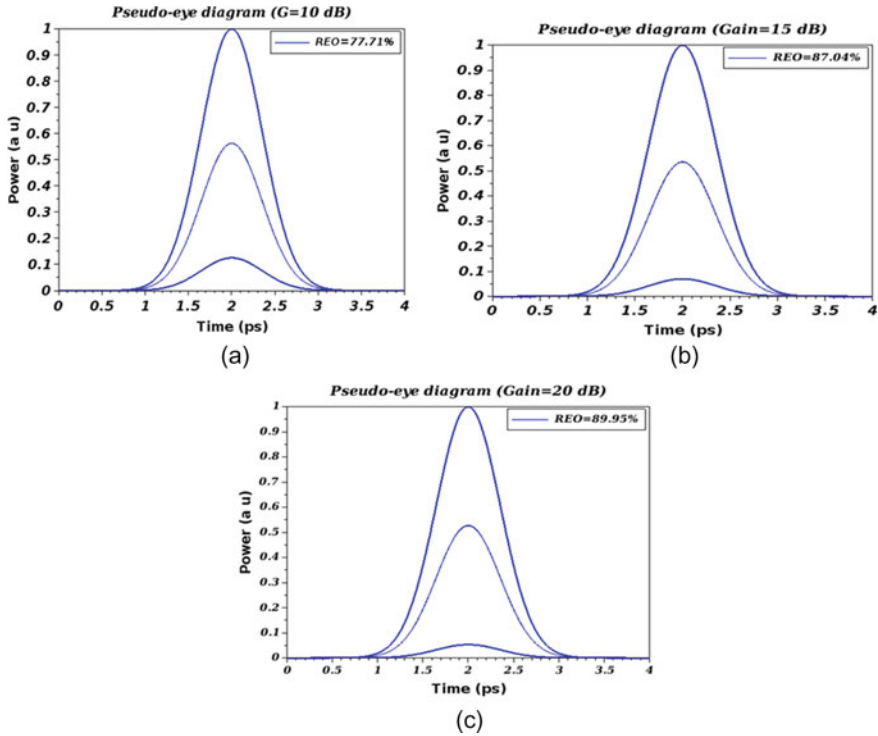 Pseudo-eye diagram (G=10 dB)
REO=77.71%
Power (a u)
1
0.9
0.8
0.7
0.6
0.5
0.4
0.3
0.2
0.1
0
0 0.5 1 1.5 2 2.5 3 3.5 4
Time (ps)
(a)
Pseudo-eye diagram (Gain=15 dB)
REO=87.04%
Power (a u)
1
0.9
0.8
0.7
0.6
0.5
0.4
0.3
0.2
0.1
0
0 0.5 1 1.5 2 2.5 3 3.5 4
Time (ps)
(b)
Pseudo-eye diagram (Gain=20 dB)
REO=89.95%
Power (a u)
1
0.9
0.8
0.7
0.6
0.5
0.4
0.3
0.2
0.1
0
0 0.5 1 1.5 2 2.5 3 3.5 4
Time (ps)
(c)